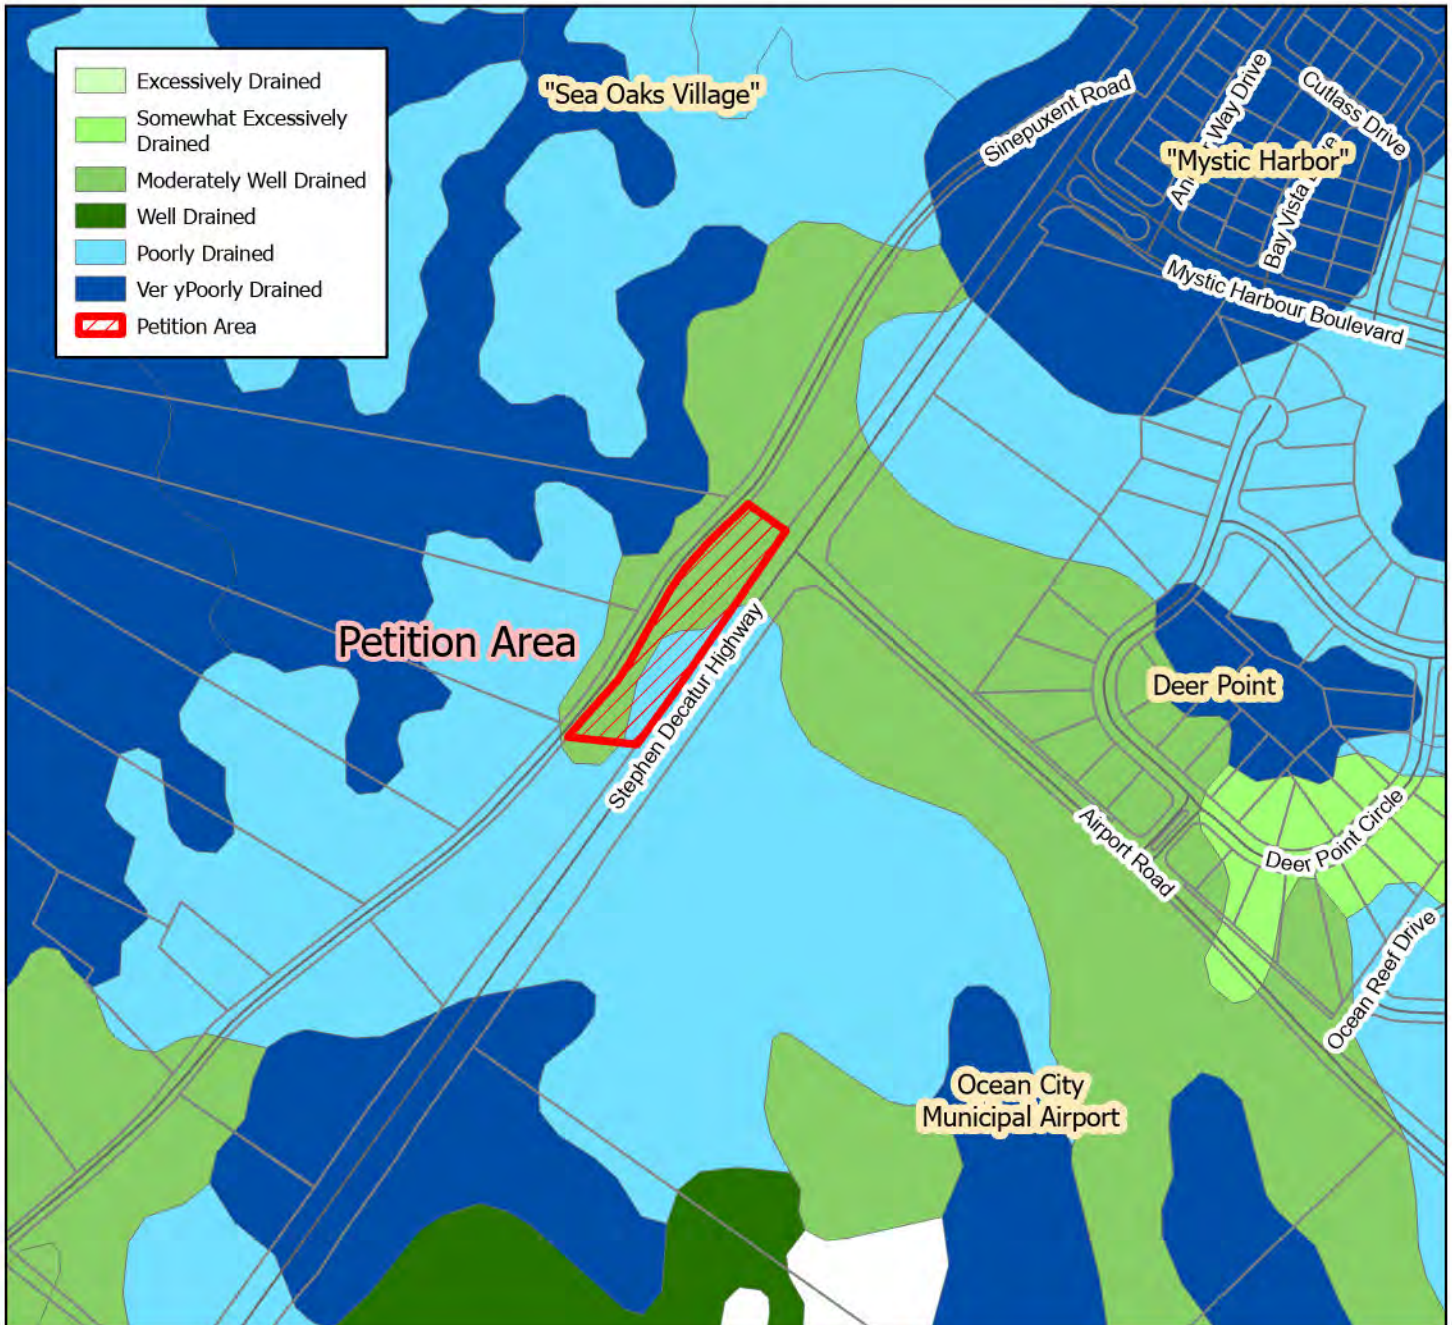 Excessively Drained
Somewhat Excessively
Drained
Moderately Well Drained
Well Drained
Poorly Drained
Ver yPoorly Drained
Petition Area
"Sea Oaks Village"
Sinepuxent Road
Way Drive
Cutlass Drive
"Mystic Harbor"
Bay Vista
Mystic Harbour Boulevard
Petition Area
Stephen Decatur Highway
Deer Point
Deer Point Circle
Airport Road
Ocean Reef Drive
Ocean City
Municipal Airport